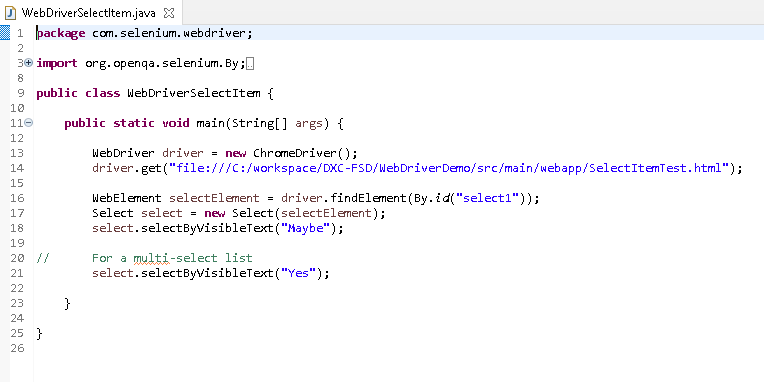 WebDriverSelectItem.java
1 package com.selenium.webdriver;
2
3 import org.openqa.selenium.By;
8
9 public class WebDriverSelectItem {
10
11 public static void main(String[] args) {
12
13 WebDriver driver = new ChromeDriver();
14 driver.get("file:///C:/workspace/DXC-FSD/WebDriverDemo/src/main/webapp/SelectItemTest.html");
15
16 WebElement selectElement = driver.findElement(By.id("select1"));
17 Select select = new Select(selectElement);
18 select.selectByVisibleText("Maybe");
19
20 // For a multi-select list
21 select.selectByVisibleText("Yes");
22
23 }
24
25 }
26